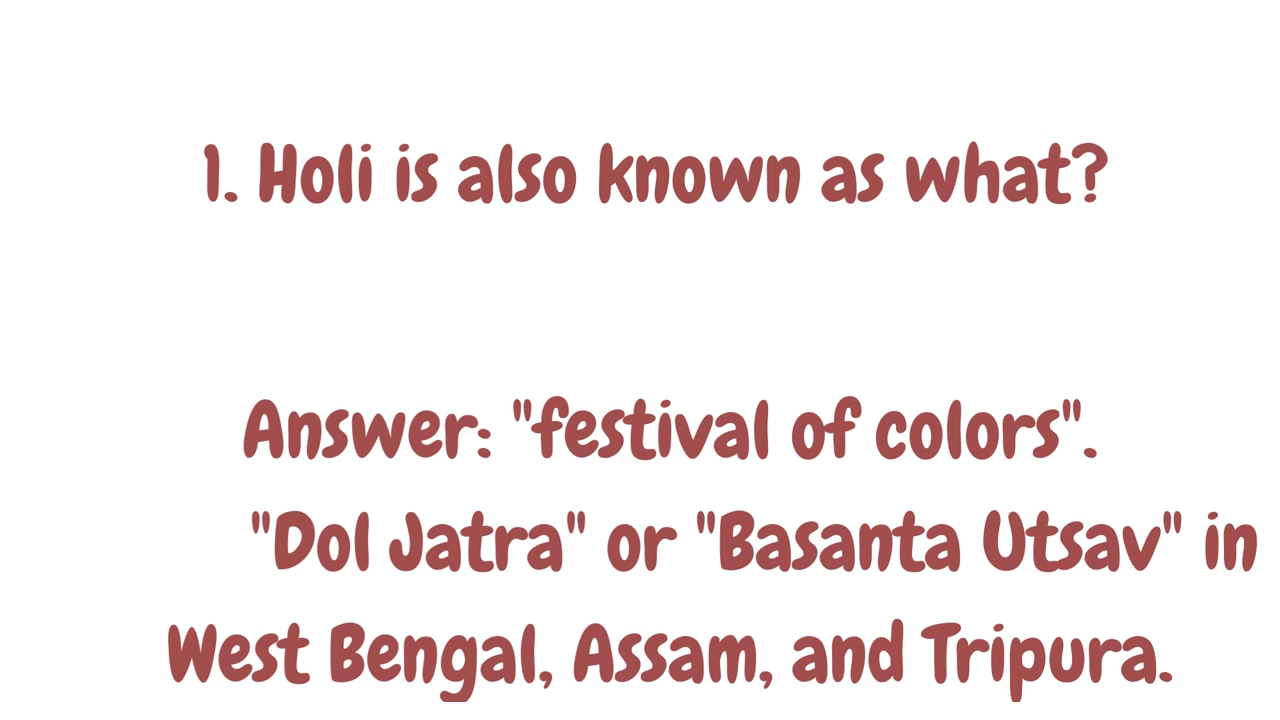 1. Holi is also known as what?
Answer: "festival of colors".
"Dol Jatra" or "Basanta Utsav" in
West Bengal, Assam, and Tripura.